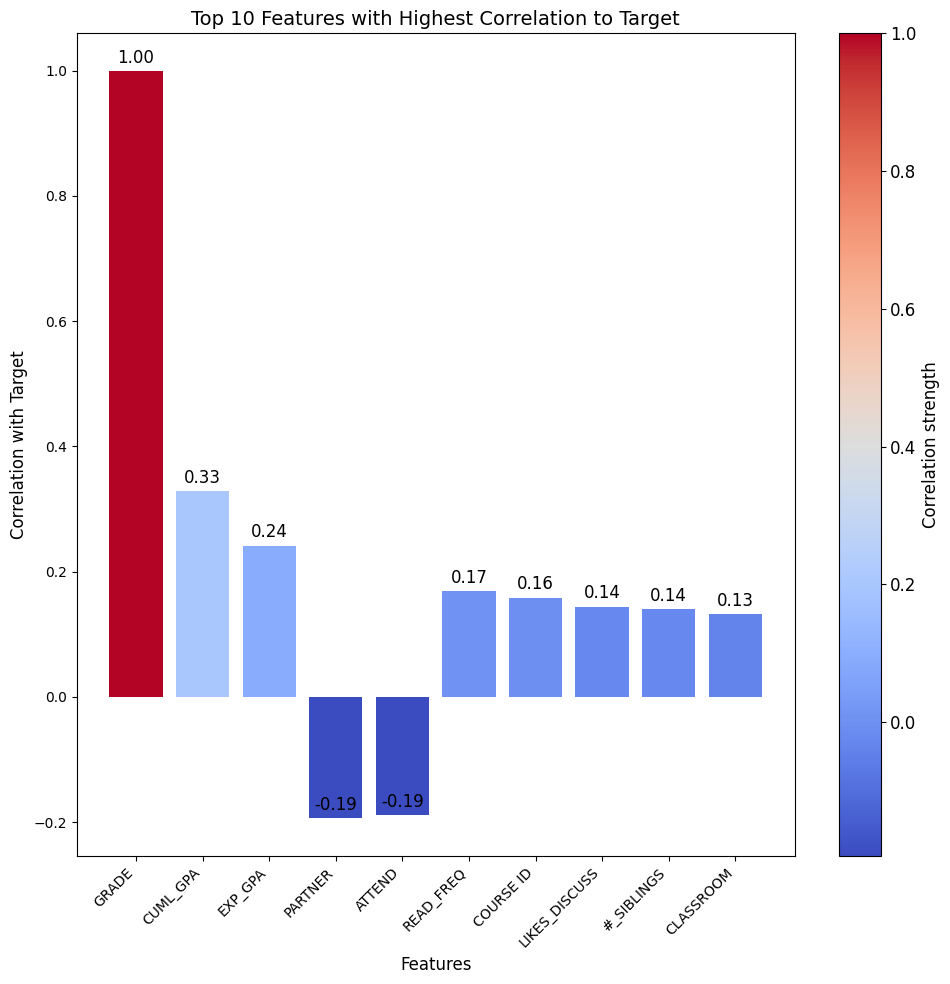 Top 10 Features with Highest Correlation to Target
Correlation with Target
1.0
0.8
0.6
0.4
0.2
0.0
−0.2
1.00
0.33
0.24
-0.19
-0.19
0.17
0.16
0.14
0.14
0.13
GRADE
CUML_GPA
EXP_GPA
PARTNER
ATTEND
READ_FREQ
COURSE ID
LIKES_DISCUSS
#_SIBLINGS
CLASSROOM
Features
1.0
0.8
0.6
0.4
0.2
0.0
Correlation strength